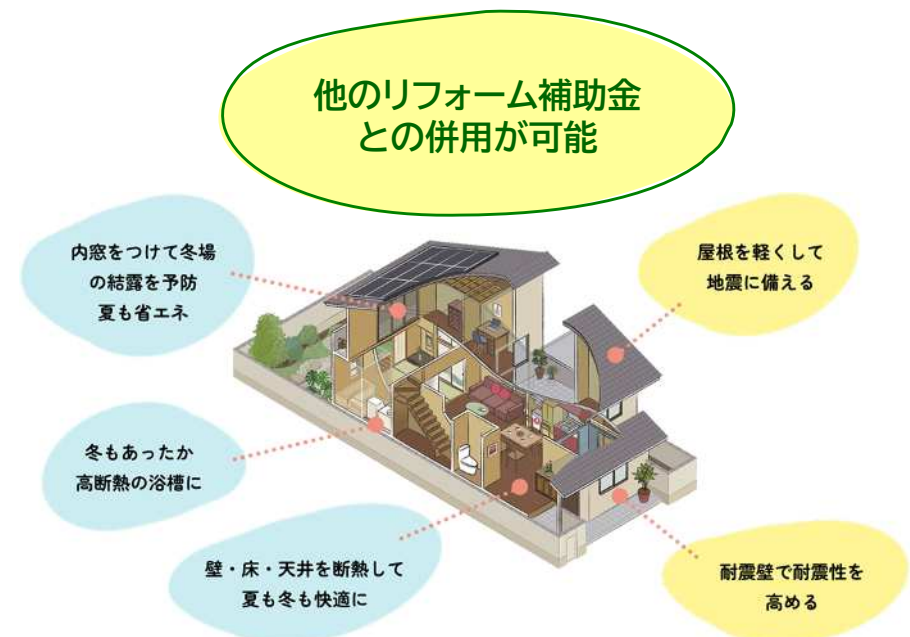 他のリフォーム補助金
との併用が可能
内窓をつけて冬場
の結露を予防
夏も省エネ
屋根を軽くして
地震に備える
冬もあったか
高断熱の浴槽に
壁・床・天井を断熱して
夏も冬も快適に
耐震壁で耐震性を
高める